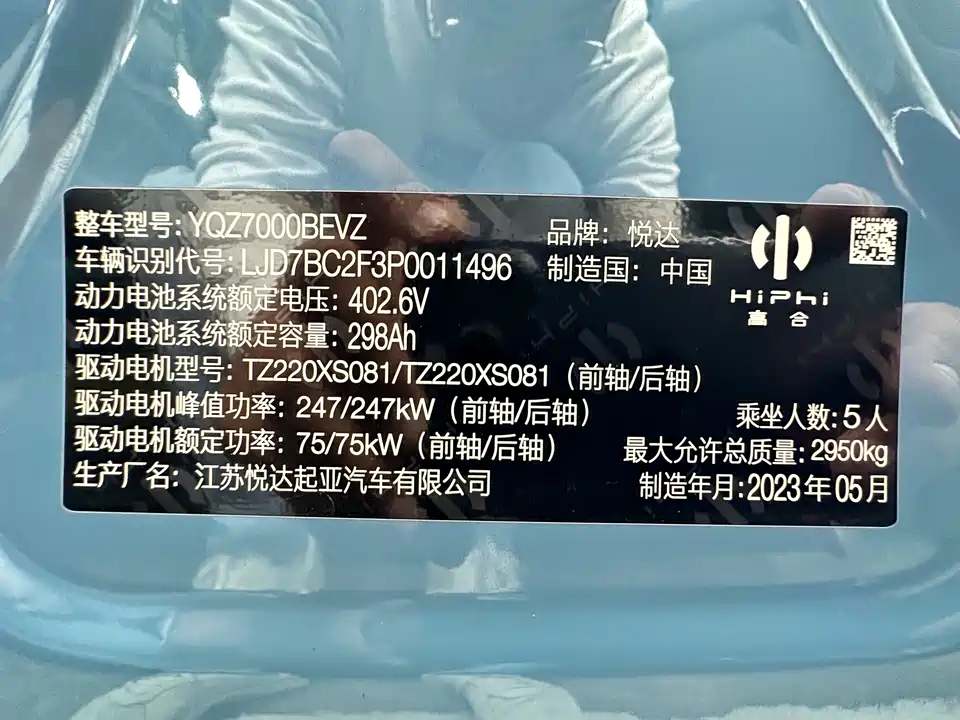 整车型号: YQZ7000BEVZ
品牌: 悦达
车辆识别代号: LJD7BC2F3P0011496
制造国: 中国
HiPhi
高合
动力电池系统额定电压: 402.6V
动力电池系统额定容量: 298Ah
驱动电机型号: TZ220XS081/TZ220XS081 (前轴/后轴)
驱动电机峰值功率: 247/247kW (前轴/后轴)
乘坐人数: 5人
驱动电机额定功率: 75/75kW (前轴/后轴)
最大允许总质量: 2950kg
生产厂名: 江苏悦达起亚汽车有限公司
制造年月: 2023年05月